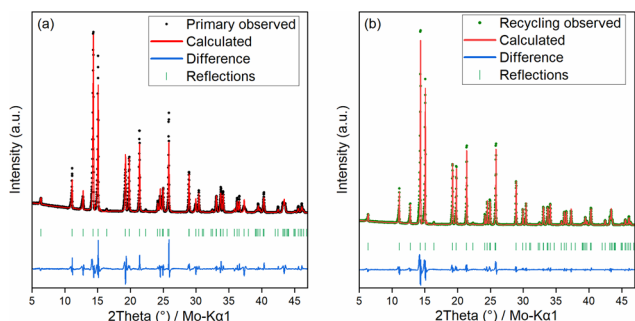 (a)
Primary observed
Calculated
Difference
Reflections
Intensity (a.u.)
5 10 15 20 25 30 35 40 45
2Theta (°) / Mo-Kα1
(b)
Recycling observed
Calculated
Difference
Reflections
Intensity (a.u.)
5 10 15 20 25 30 35 40 45
2Theta (°) / Mo-Kα1